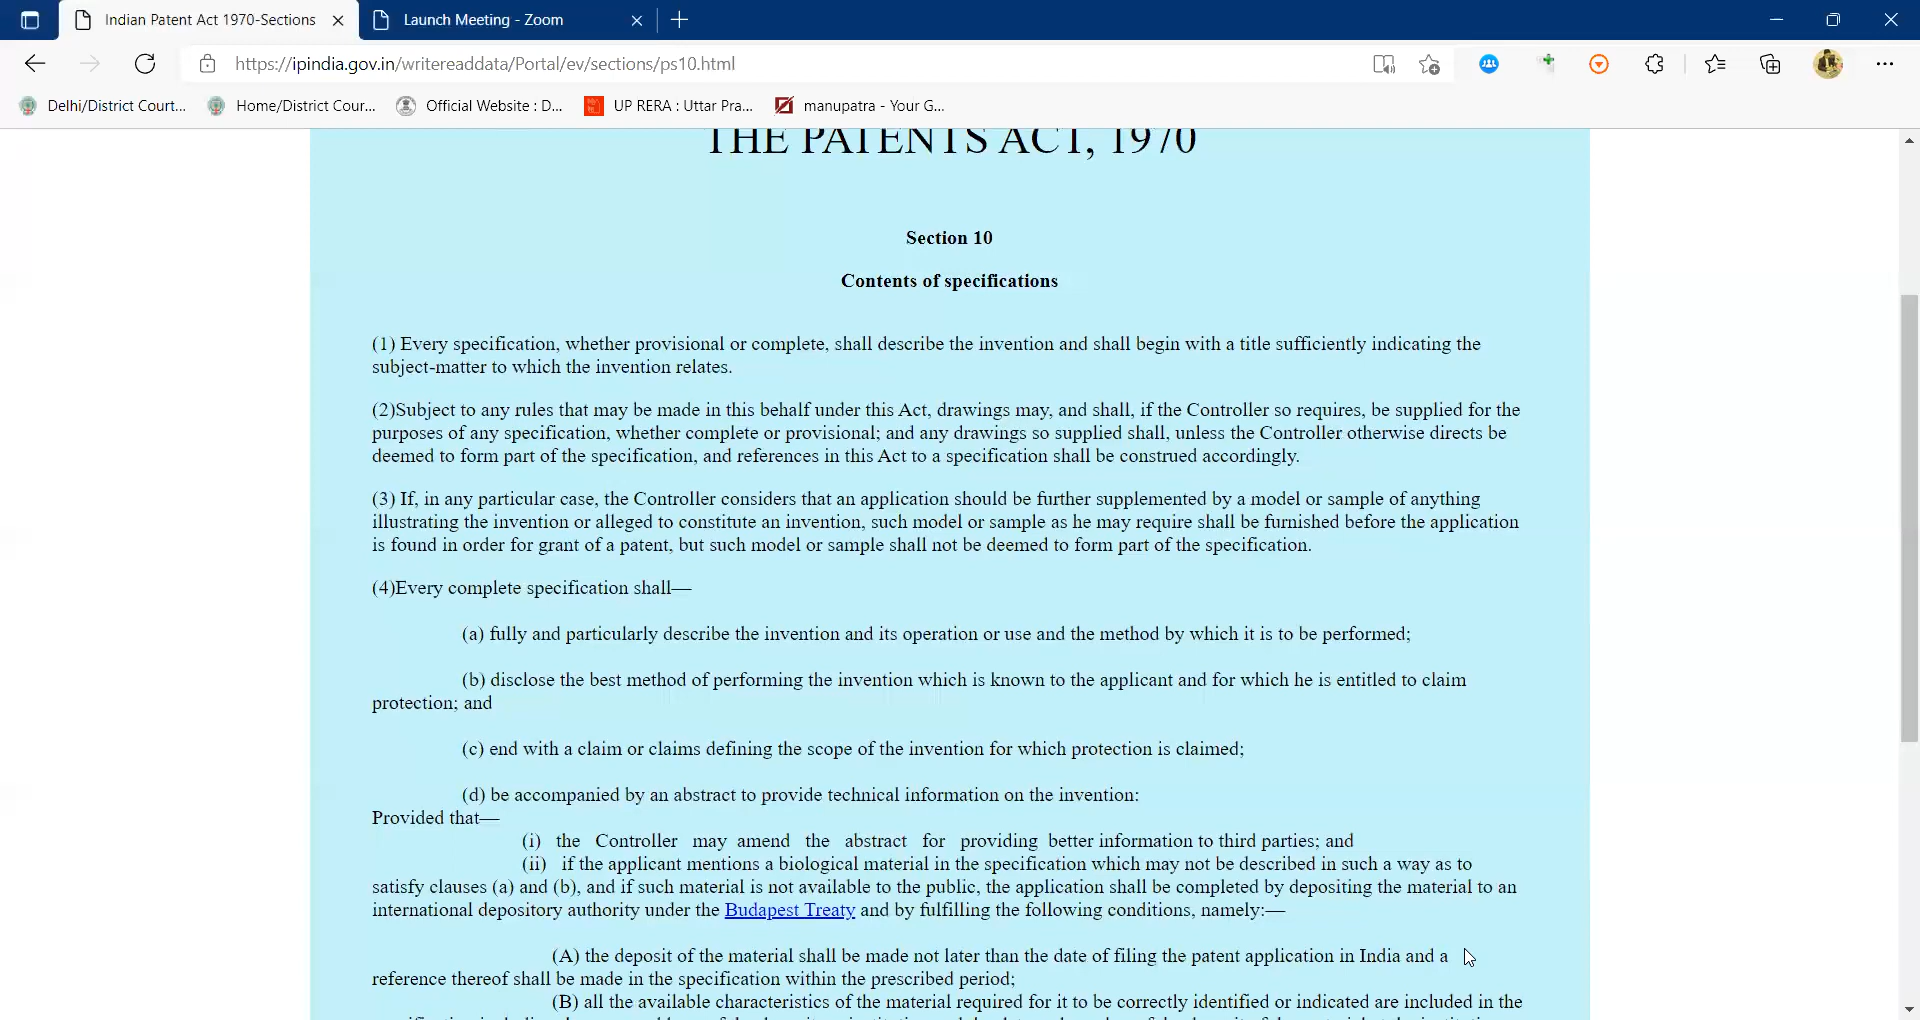 Indian Patent Act 1970-Sections
Launch Meeting - Zoom
https://ipindia.gov.in/writereaddata/Portal/ev/sections/ps10.html
Delhi/District Court...
Home/District Cour...
Official Website : D...
UP RERA : Uttar Pra...
manupatra - Your G...
THE PATENTS ACT, 1970
Section 10
Contents of specifications
(1) Every specification, whether provisional or complete, shall describe the invention and shall begin with a title sufficiently indicating the
subject-matter to which the invention relates.
(2)Subject to any rules that may be made in this behalf under this Act, drawings may, and shall, if the Controller so requires, be supplied for the
purposes of any specification, whether complete or provisional; and any drawings so supplied shall, unless the Controller otherwise directs be
deemed to form part of the specification, and references in this Act to a specification shall be construed accordingly.
(3) If, in any particular case, the Controller considers that an application should be further supplemented by a model or sample of anything
illustrating the invention or alleged to constitute an invention, such model or sample as he may require shall be furnished before the application
is found in order for grant of a patent, but such model or sample shall not be deemed to form part of the specification.
(4)Every complete specification shall—
(a) fully and particularly describe the invention and its operation or use and the method by which it is to be performed;
(b) disclose the best method of performing the invention which is known to the applicant and for which he is entitled to claim
protection; and
(c) end with a claim or claims defining the scope of the invention for which protection is claimed;
(d) be accompanied by an abstract to provide technical information on the invention:
Provided that—
(i) the Controller may amend the abstract for providing better information to third parties; and
(ii) if the applicant mentions a biological material in the specification which may not be described in such a way as to
satisfy clauses (a) and (b), and if such material is not available to the public, the application shall be completed by depositing the material to an
international depository authority under the Budapest Treaty and by fulfilling the following conditions, namely:—
(A) the deposit of the material shall be made not later than the date of filing the patent application in India and a
reference thereof shall be made in the specification within the prescribed period;
(B) all the available characteristics of the material required for it to be correctly identified or indicated are included in the